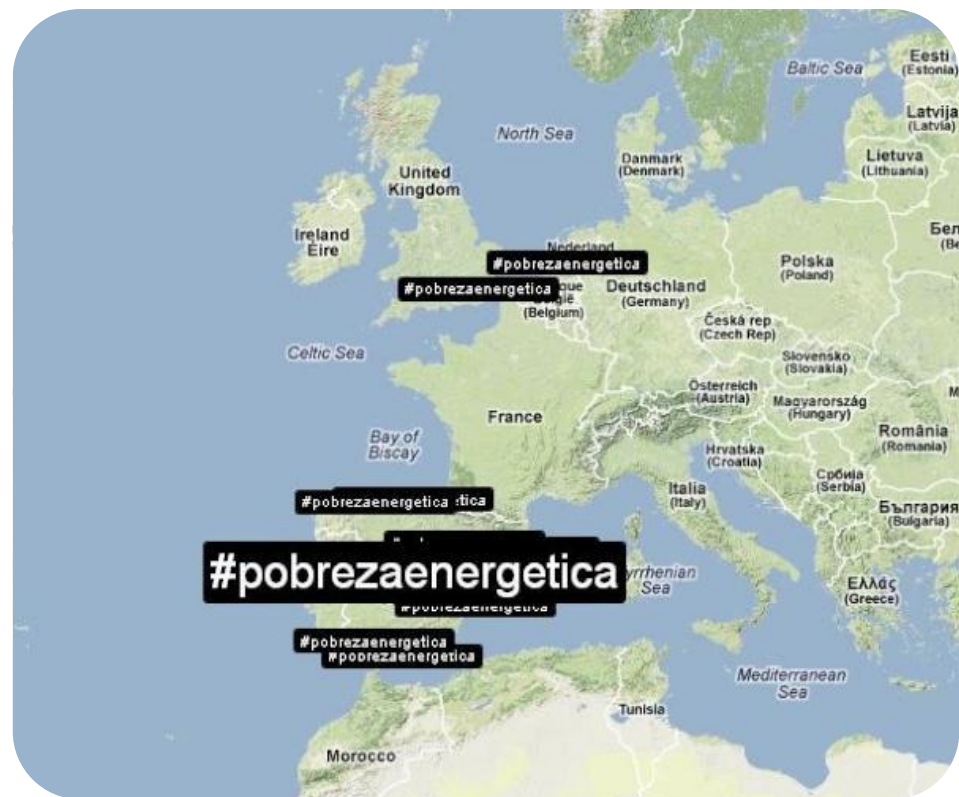 Eesti
(Estonia)
Baltic Sea
Latvija
(Latvia)
North Sea
Danmark
(Denmark)
Lietuva
(Lithuania)
United
Kingdom
Ireland
Éire
Nederland
#pobrezaenergetica
Polska
(Poland)
#pobrezaenergetica
(Belgium)
Deutschland
(Germany)
Česká rep
(Czech Rep)
Celtic Sea
Slovensko
(Slovakia)
Österreich
(Austria)
Magyarország
(Hungary)
France
Bay of
Biscay
România
(Romania)
Hrvatska
(Croatia)
Србија
(Serbia)
Italia
(Italy)
#pobrezaenergetica
България
(Bulgaria)
#pobrezaenergetica
Sea
Ελλάς
(Greece)
#pobrezaenergetica
#pobrezaenergetica
#pobrezaenergetica
Mediterranean
Sea
Tunisia
Morocco